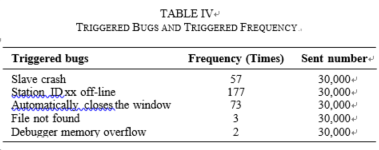 TABLE IV
TRIGGERED BUGS AND TRIGGERED FREQUENCY
Triggered bugs Frequency (Times) Sent number
Slave crash 57 30,000
Station IDxx off-line 177 30,000
Automatically closes the window 73 30,000
File not found 3 30,000
Debugger memory overflow 2 30,000